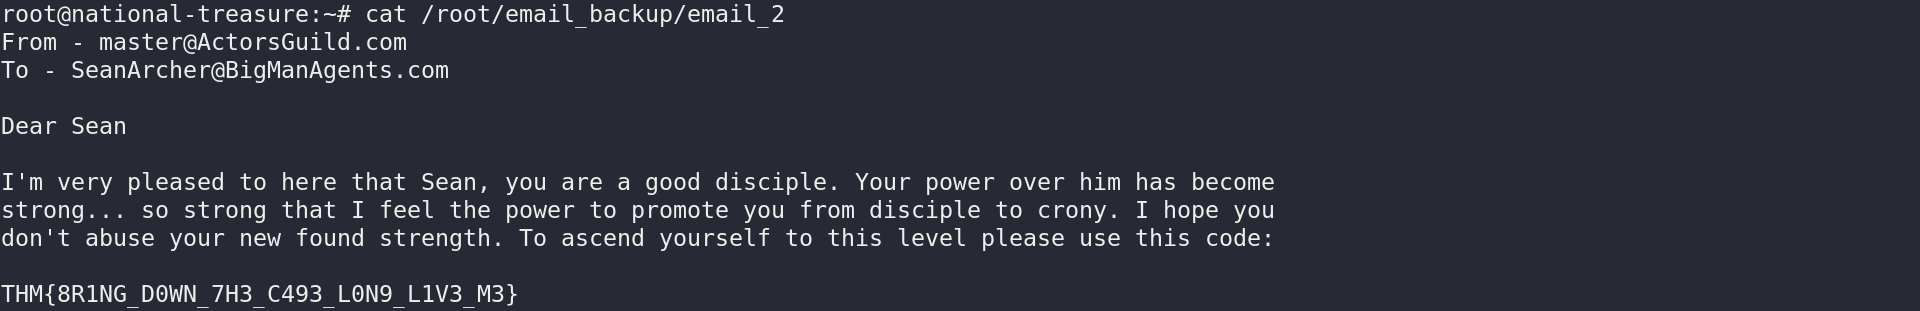 root@national-treasure:~# cat /root/email_backup/email_2
From - master@ActorsGuild.com
To - SeanArcher@BigManAgents.com
Dear Sean
I'm very pleased to here that Sean, you are a good disciple. Your power over him has become
strong... so strong that I feel the power to promote you from disciple to crony. I hope you
don't abuse your new found strength. To ascend yourself to this level please use this code:
THM{8R1NG_D0WN_7H3_C493_L0N9_L1V3_M3}